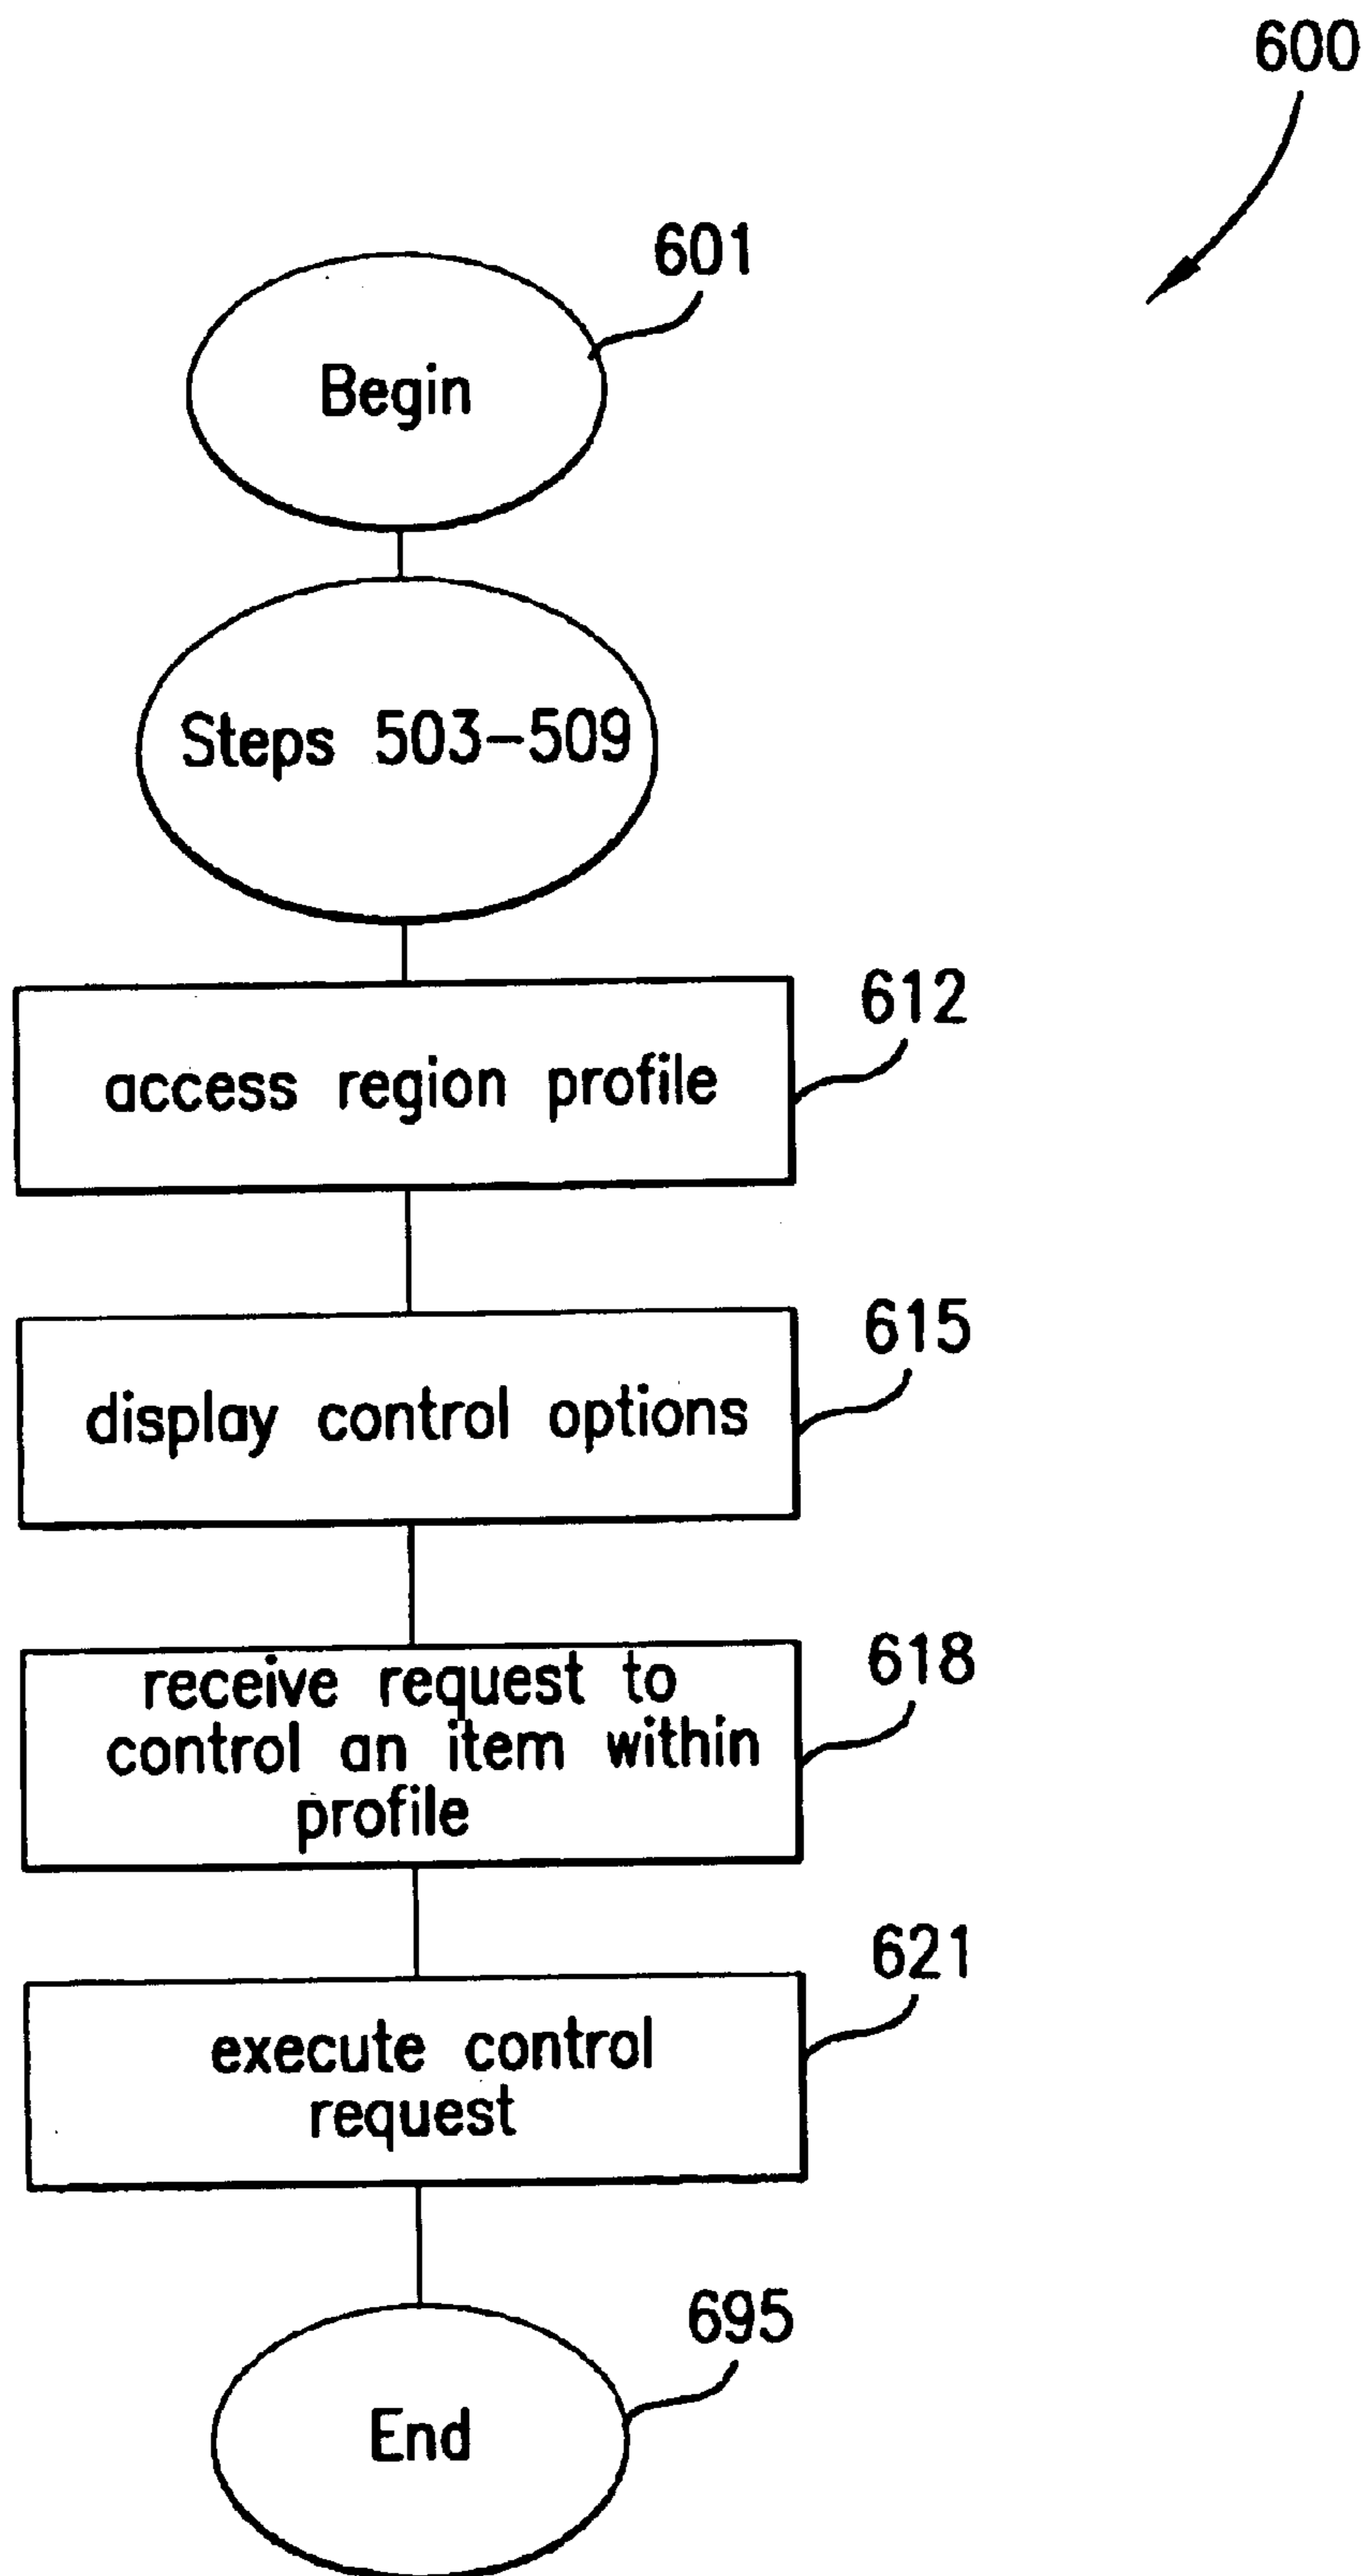 600
601
Begin
Steps 503-509
612
access region profile
615
display control options
618
receive request to
control an item within
profile
621
execute control
request
695
End